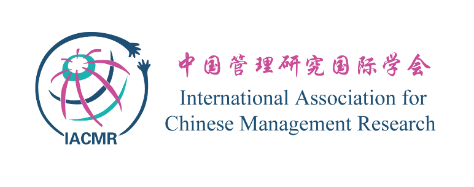 中国管理研究国际学会
International Association for
Chinese Management Research
IACMR